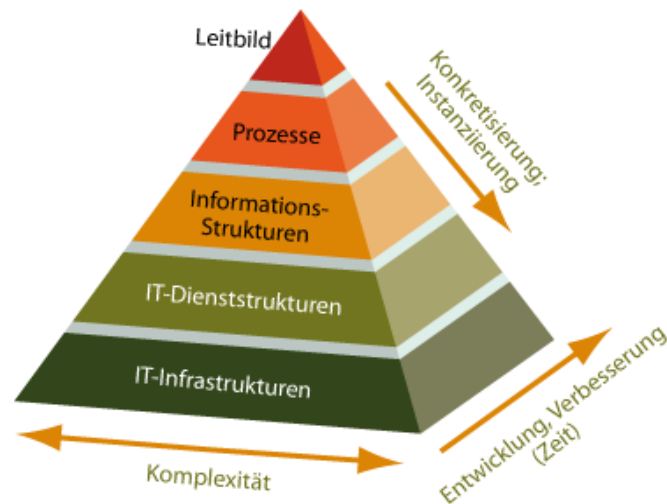 Leitbild
Prozesse
Informations-
Strukturen
IT-Dienststrukturen
IT-Infrastrukturen
Konkretisierung;
Instanziierung
Entwicklung, Verbesserung
(Zeit)
Komplexität